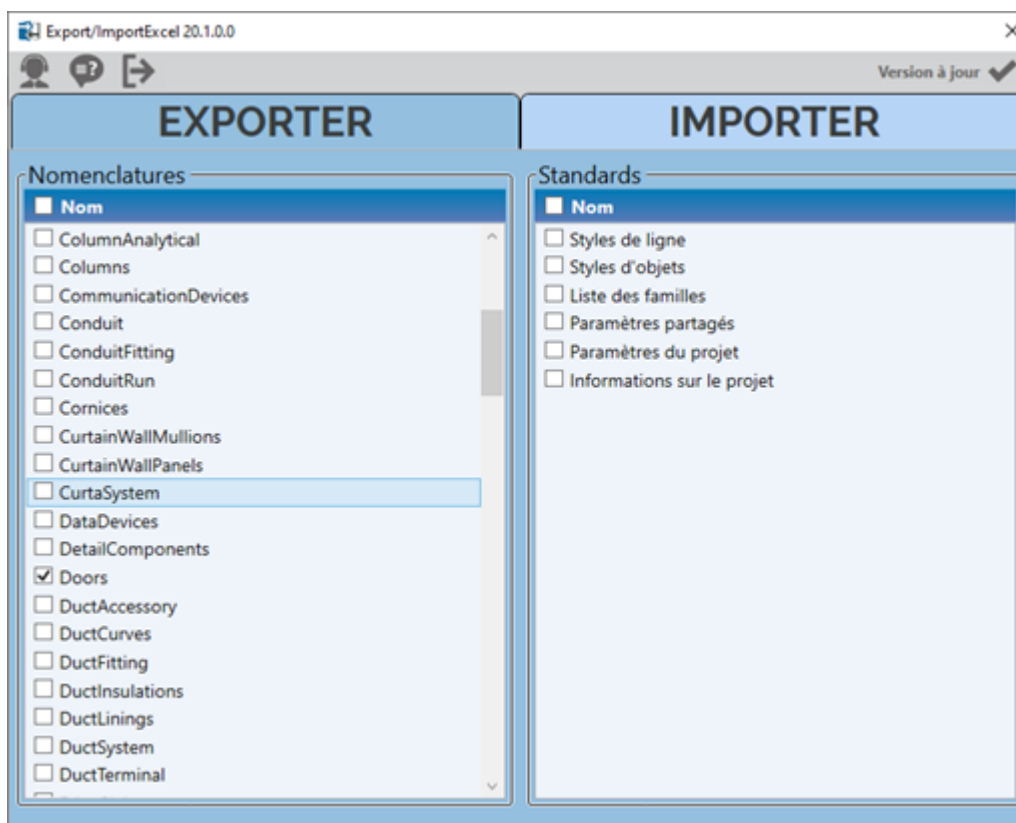 Export/ImportExcel 20.1.0.0
Version à jour
EXPORTER
IMPORTER
Nomenclatures
Nom
ColumnAnalytical
Columns
CommunicationDevices
Conduit
ConduitFitting
ConduitRun
Cornices
CurtainWallMullions
CurtainWallPanels
CurtaSystem
DataDevices
DetailComponents
Doors
DuctAccessory
DuctCurves
DuctFitting
DuctInsulations
DuctLinings
DuctSystem
DuctTerminal
Standards
Nom
Styles de ligne
Styles d'objets
Liste des familles
Paramètres partagés
Paramètres du projet
Informations sur le projet